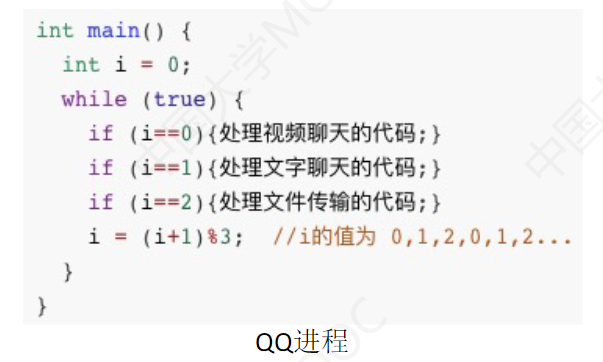 int main() {
int i = 0;
while (true) {
if (i==0){处理视频聊天的代码;}
if (i==1){处理文字聊天的代码;}
if (i==2){处理文件传输的代码;}
i = (i+1)%3; //i的值为 0,1,2,0,1,2...
}
}
QQ进程